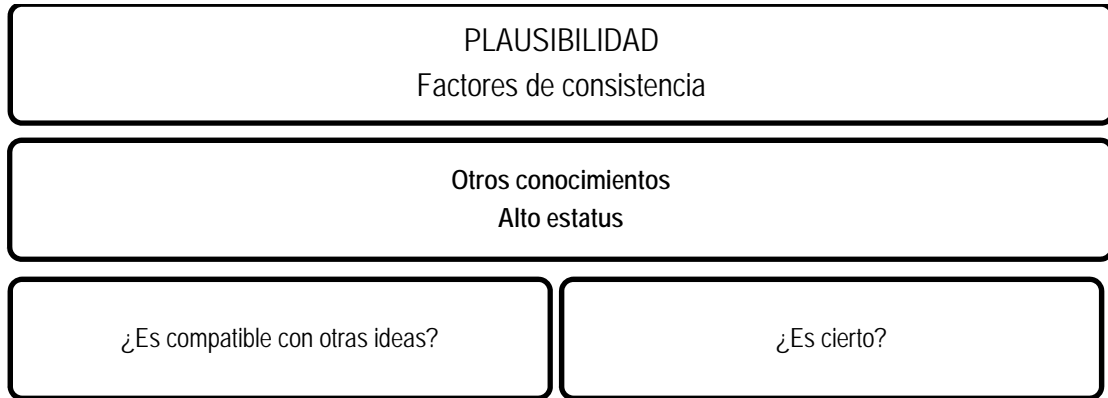 PLAUSIBILIDAD
Factores de consistencia
Otros conocimientos
Alto estatus
¿Es compatible con otras ideas?
¿Es cierto?